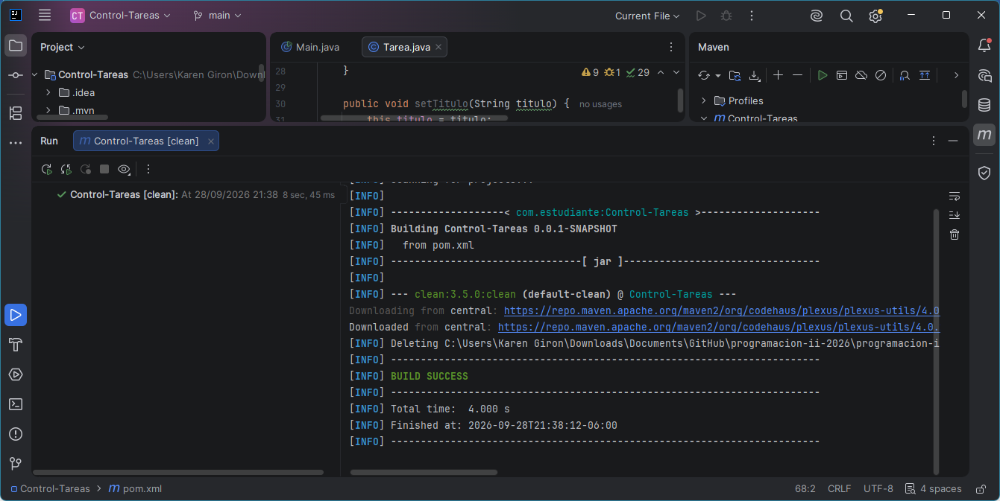 CT Control-Tareas main Current File
Project
Control-Tareas C:\Users\Karen Giron\Downl
.idea
.mvn
Main.java Tarea.java
28 }
9 1 29
29
30 public void setTitulo(String titulo) { no usages
31 this.titulo = titulo;
Maven
Profiles
m Control-Tareas
Run m Control-Tareas [clean]
Control-Tareas [clean]: At 28/09/2026 21:38 8 sec, 45 ms
[INFO] Scanning for projects...
[INFO]
[INFO] -------------------< com.estudiante:Control-Tareas >--------------------
[INFO] Building Control-Tareas 0.0.1-SNAPSHOT
[INFO]   from pom.xml
[INFO] --------------------------------[ jar ]---------------------------------
[INFO]
[INFO] --- clean:3.5.0:clean (default-clean) @ Control-Tareas ---
Downloading from central: https://repo.maven.apache.org/maven2/org/codehaus/plexus/plexus-utils/4.0
Downloaded from central: https://repo.maven.apache.org/maven2/org/codehaus/plexus/plexus-utils/4.0.
[INFO] Deleting C:\Users\Karen Giron\Downloads\Documents\GitHub\programacion-ii-2026\programacion-i
[INFO] ------------------------------------------------------------------------
[INFO] BUILD SUCCESS
[INFO] ------------------------------------------------------------------------
[INFO] Total time:  4.000 s
[INFO] Finished at: 2026-09-28T21:38:12-06:00
[INFO] ------------------------------------------------------------------------
Control-Tareas > m pom.xml
68:2 CRLF UTF-8 4 spaces